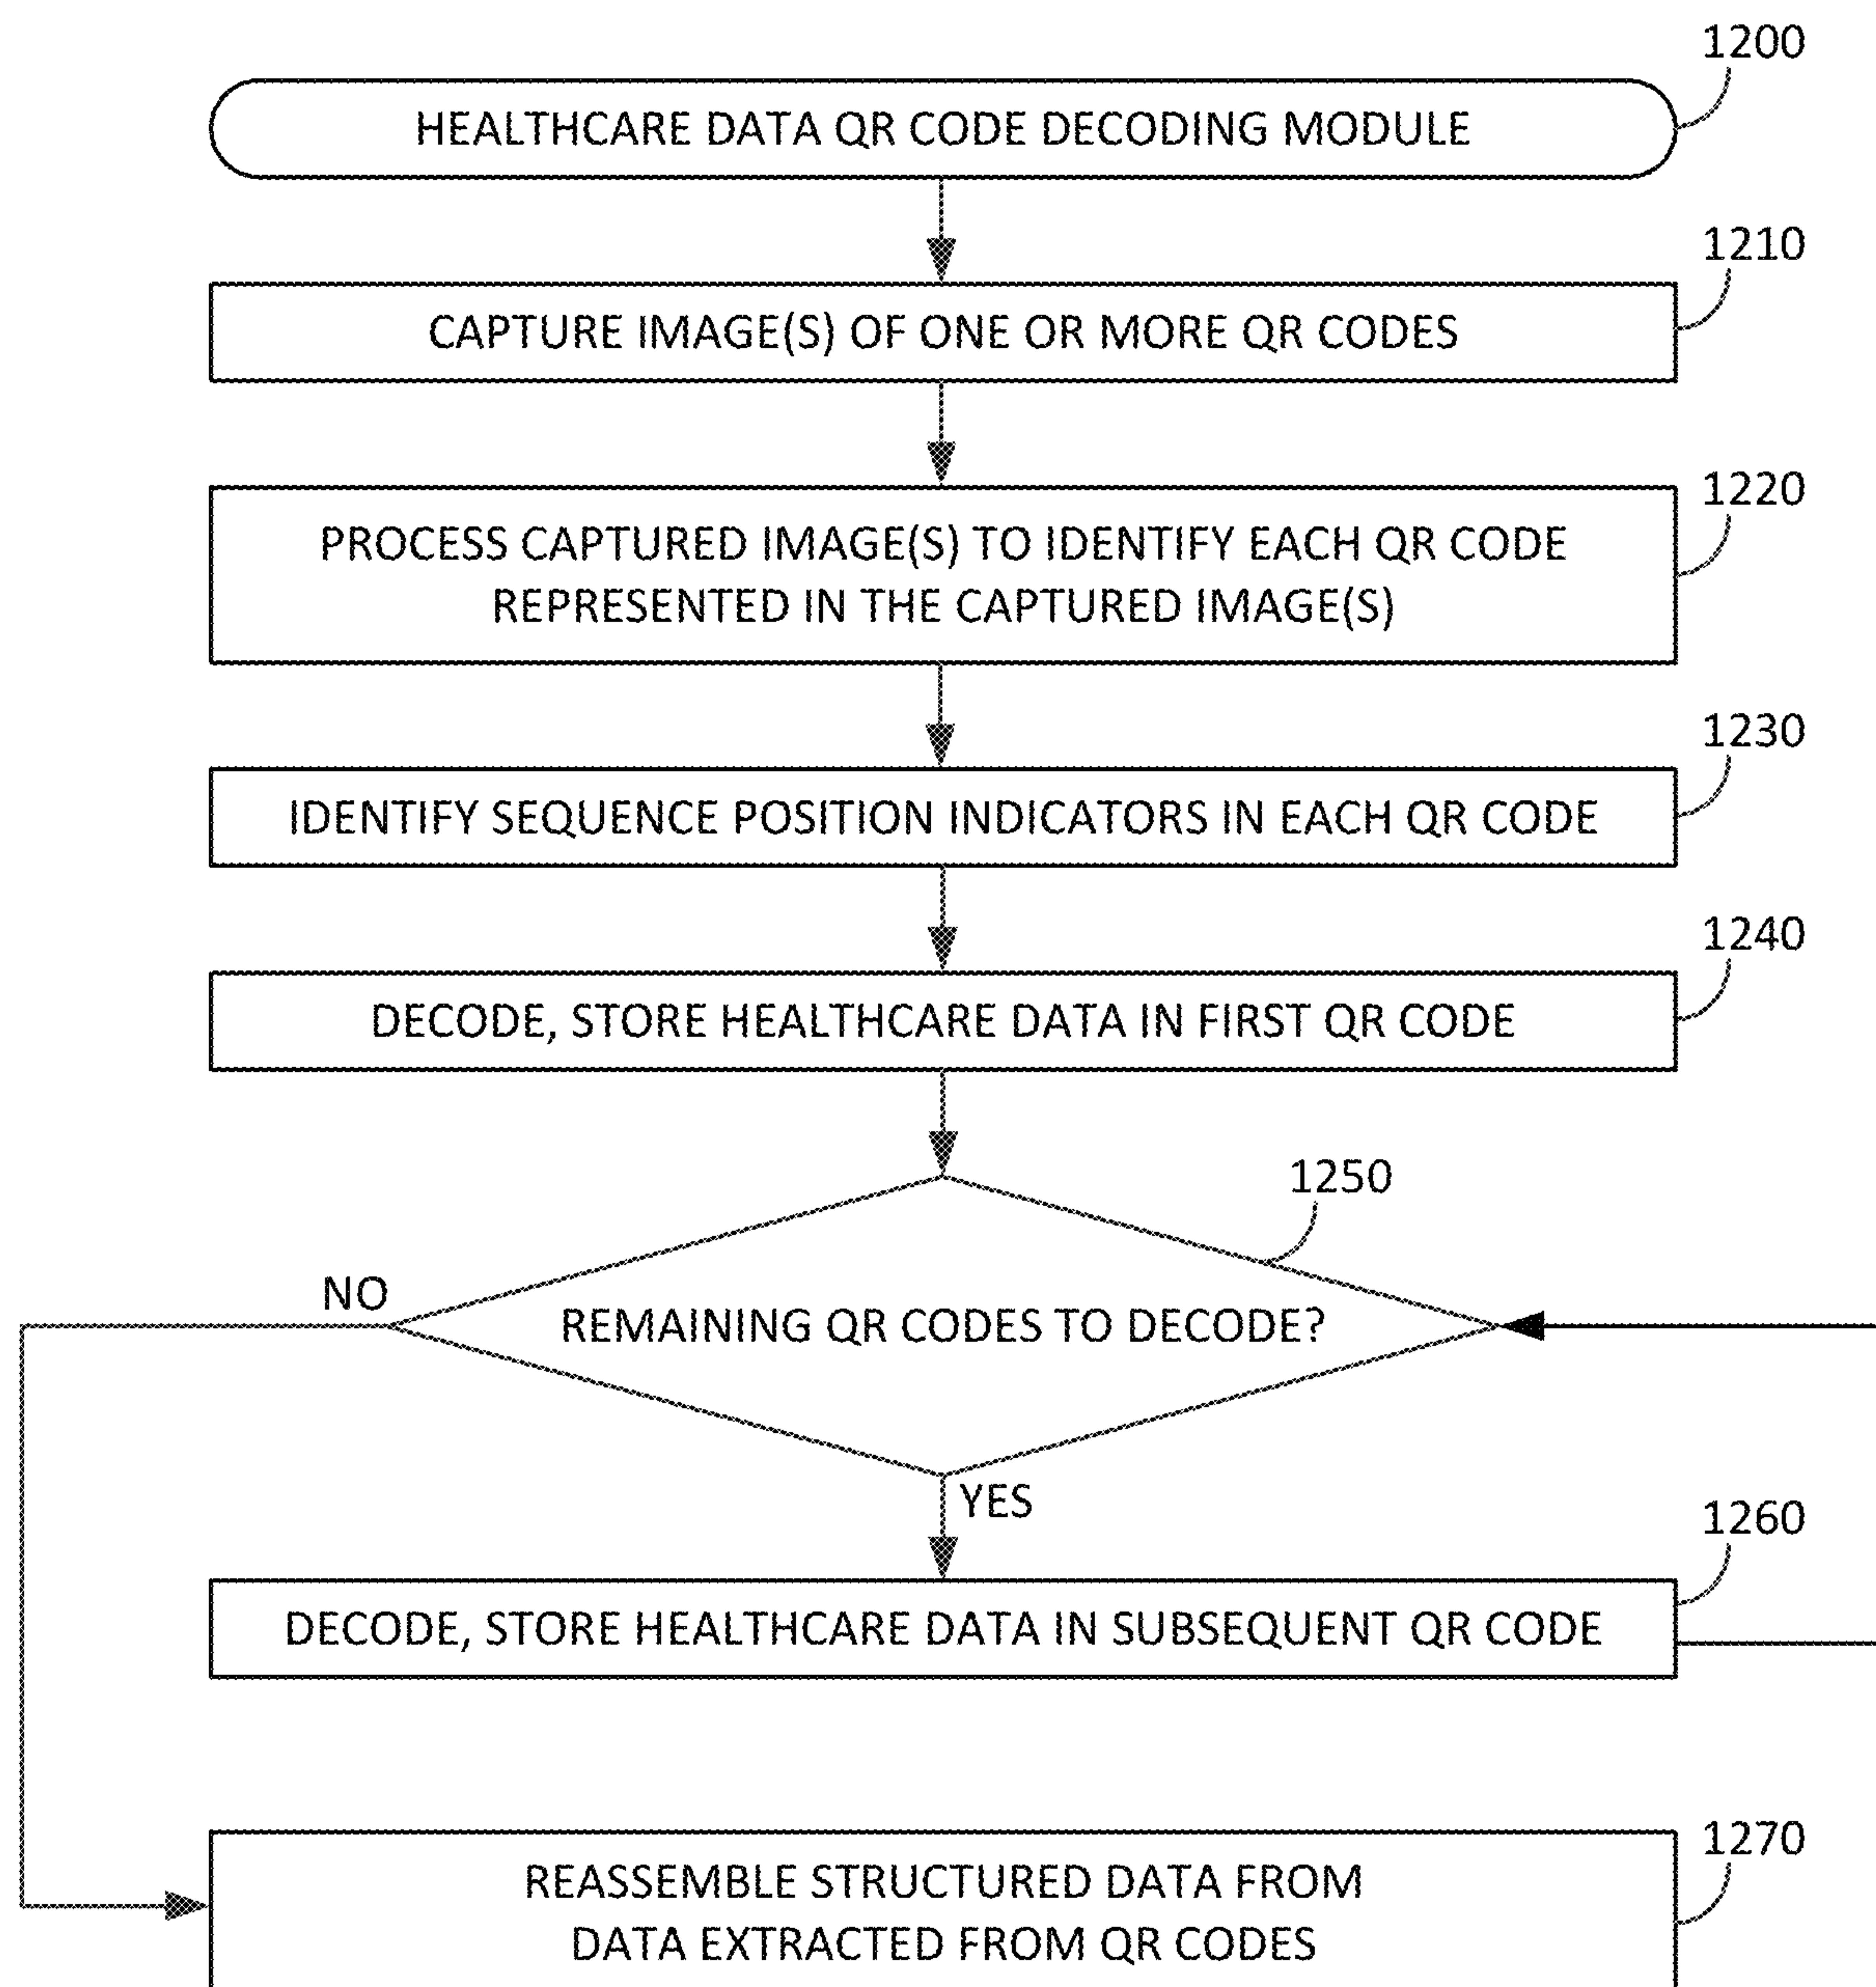 1200
HEALTHCARE DATA QR CODE DECODING MODULE
1210
CAPTURE IMAGE(S) OF ONE OR MORE QR CODES
1220
PROCESS CAPTURED IMAGE(S) TO IDENTIFY EACH QR CODE
REPRESENTED IN THE CAPTURED IMAGE(S)
1230
IDENTIFY SEQUENCE POSITION INDICATORS IN EACH QR CODE
1240
DECODE, STORE HEALTHCARE DATA IN FIRST QR CODE
1250
NO
REMAINING QR CODES TO DECODE?
YES
1260
DECODE, STORE HEALTHCARE DATA IN SUBSEQUENT QR CODE
1270
REASSEMBLE STRUCTURED DATA FROM
DATA EXTRACTED FROM QR CODES